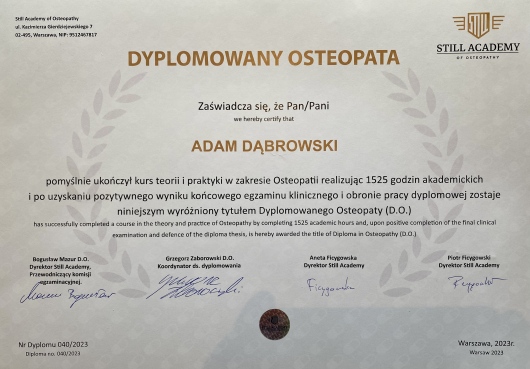 Still Academy of Osteopathy
ul. Kazimierza Gierdziejewskiego 7
02-495, Warszawa, NIP: 9512467817
STILL ACADEMY
OF OSTEOPATHY
DYPLOMOWANY OSTEOPATA
Zaświadcza się, że Pan/Pani
we hereby certify that
ADAM DĄBROWSKI
pomyślnie ukończył kurs teorii i praktyki w zakresie Osteopatii realizując 1525 godzin akademickich
i po uzyskaniu pozytywnego wyniku końcowego egzaminu klinicznego i obronie pracy dyplomowej zostaje
niniejszym wyróżniony tytułem Dyplomowanego Osteopaty (D.O.)
has successfully completed a course in the theory and practice of Osteopathy by completing 1525 academic hours and, upon positive completion of the final clinical
examination and defence of the diploma thesis, is hereby awarded the title of Diploma in Osteopathy (D.O.)
Bogusław Mazur D.O.
Dyrektor Still Academy,
Przewodniczący komisji
egzaminacyjnej.
Grzegorz Zaborowski D.O.
Koordynator ds. dyplomowania
Aneta Ficygowska
Dyrektor Still Academy
Piotr Ficygowski
Dyrektor Still Academy
Nr Dyplomu 040/2023
Diploma no. 040/2023
Warszawa, 2023r.
Warsaw 2023